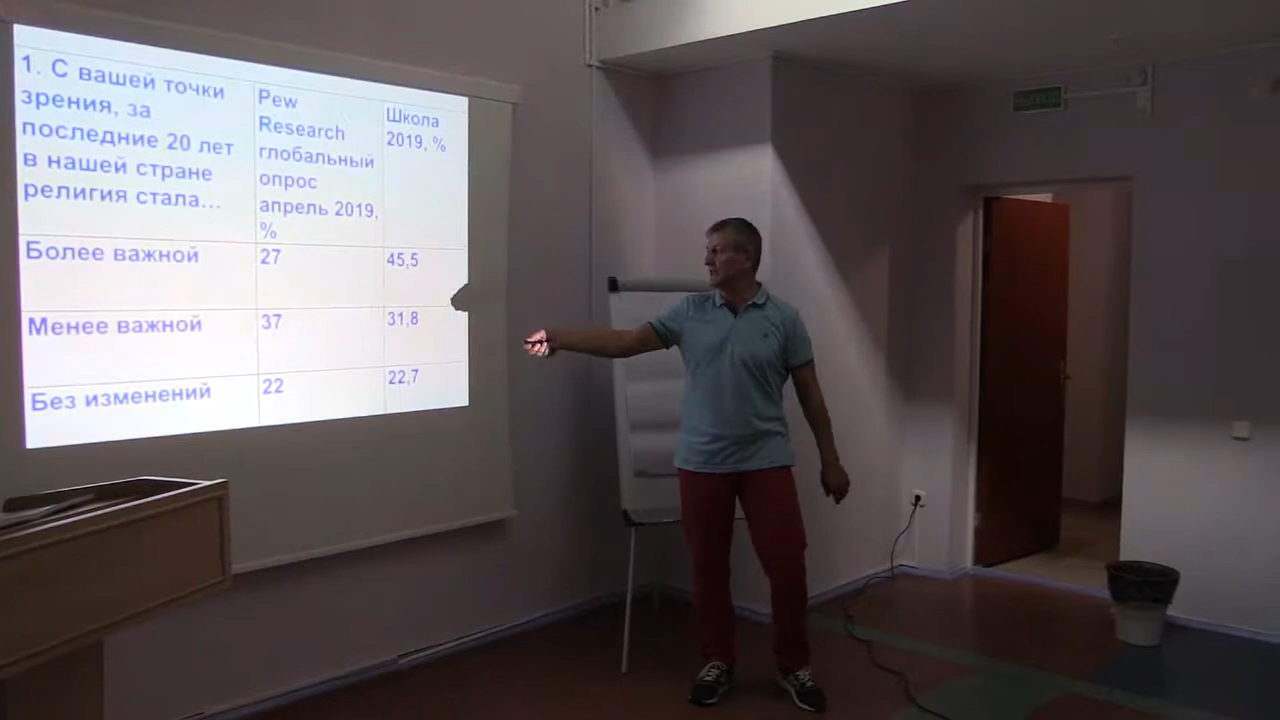 1. С вашей точки
зрения, за
последние 20 лет
в нашей стране
религия стала...
Pew
Research
глобальный
опрос
апрель 2019,
%
Школа
2019, %
Более важной
27
45,5
Менее важной
37
31,8
Без изменений
22
22,7